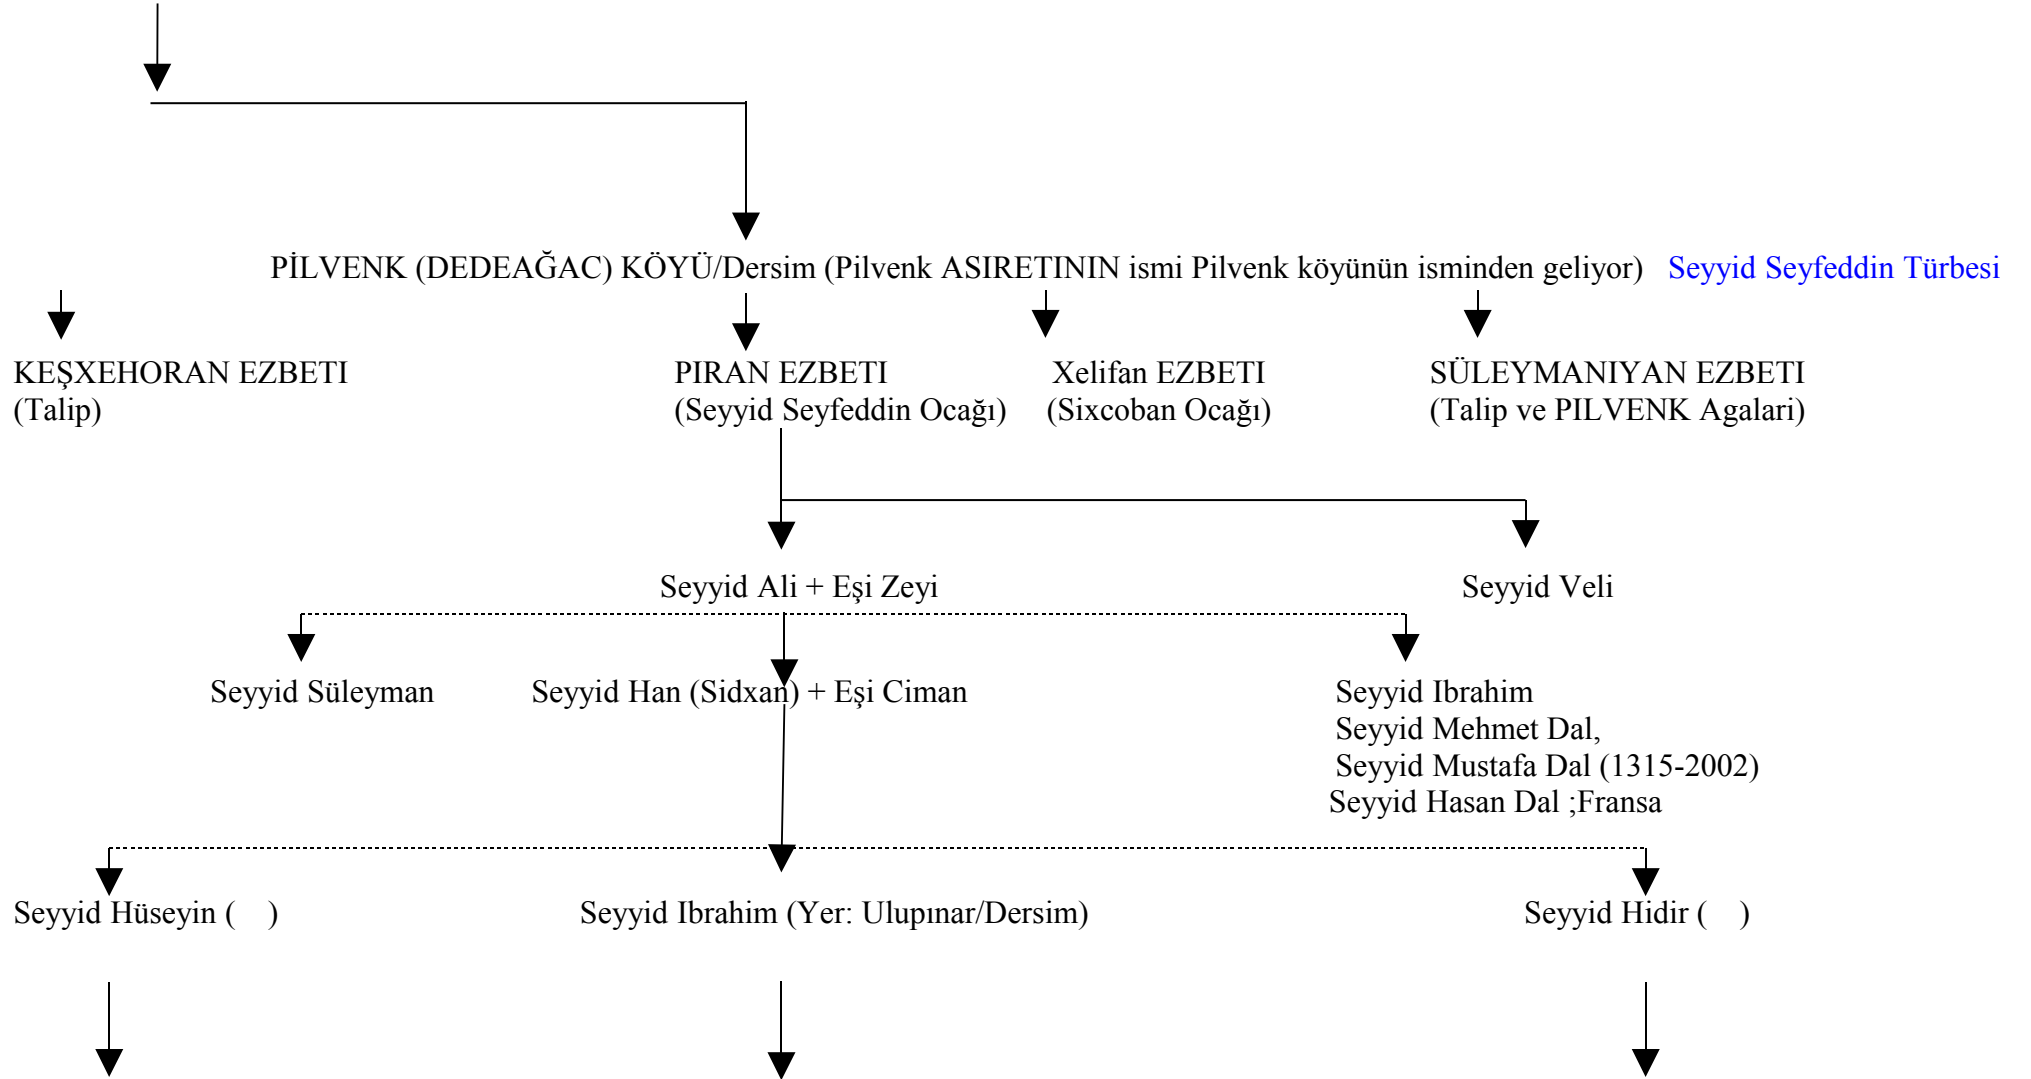 PİLVENK (DEDEAĞAC) KÖYÜ/Dersim (Pilvenk ASIRETININ ismi Pilvenk köyünün isminden geliyor) Seyyid Seyfeddin Türbesi
KEŞXEHORAN EZBETI PIRAN EZBETI Xelifan EZBETI SÜLEYMANIYAN EZBETI
(Talip) (Seyyid Seyfeddin Ocağı) (Sixcoban Ocağı) (Talip ve PILVENK Agalari)
Seyyid Ali + Eşi Zeyi Seyyid Veli
Seyyid Süleyman Seyyid Han (Sidxan) + Eşi Ciman Seyyid Ibrahim
Seyyid Mehmet Dal,
Seyyid Mustafa Dal (1315-2002)
Seyyid Hasan Dal ;Fransa
Seyyid Hüseyin ( ) Seyyid Ibrahim (Yer: Ulupınar/Dersim) Seyyid Hidir ( )